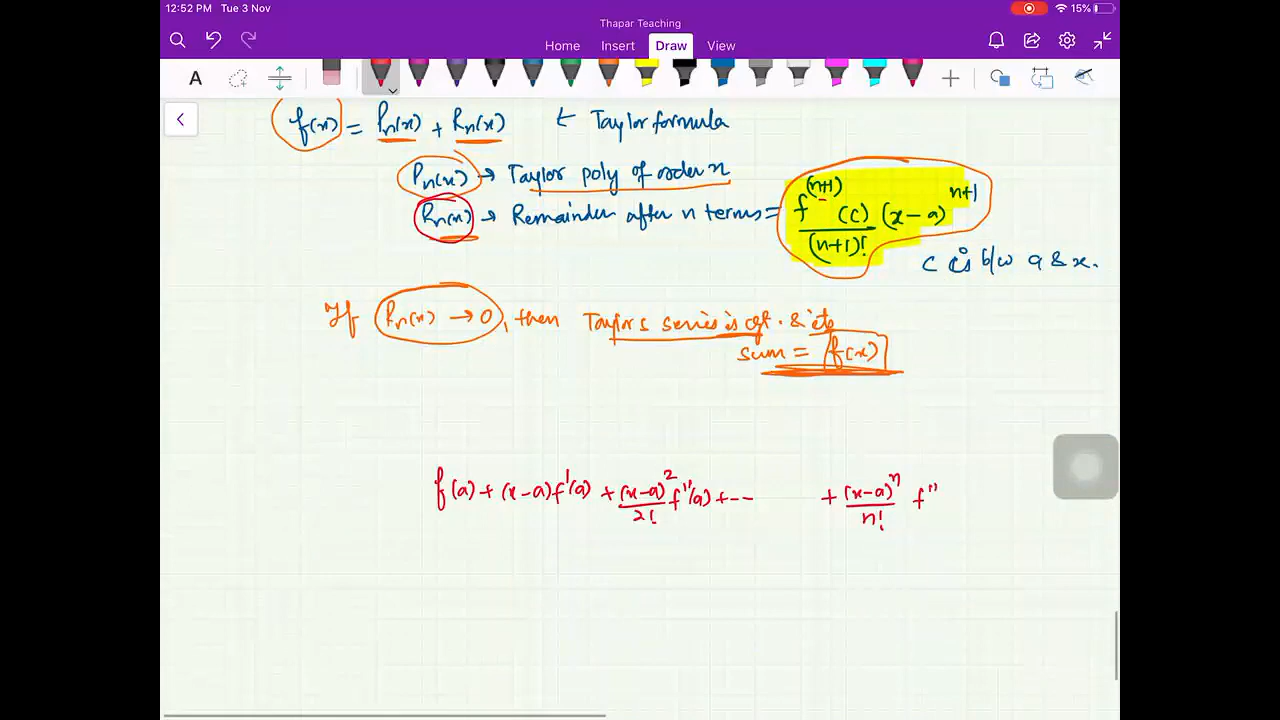 12:52 PM Tue 3 Nov
15%
Thapar Teaching
Home Insert Draw View
A
f(x) = Pn(x) + Rn(x) ← Taylor formula
Pn(x) → Taylor poly of order n
Rn(x) → Remainder after n terms = f^(n+1) (c) / (n+1)! (x-a)^n+1
c is b/w a & x.
If Rn(x) → 0, then Taylor's series is cgt. & its
sum = f(x)
f(a) + (x-a)f'(a) + (x-a)^2/2! f''(a) + -- + (x-a)^n/n! f''